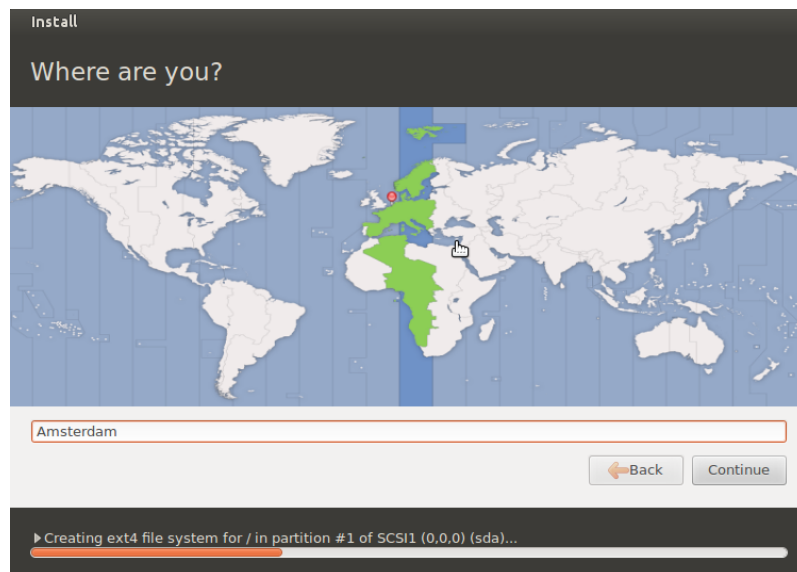 Install
Where are you?
Amsterdam
Back
Continue
Creating ext4 file system for / in partition #1 of SCSI1 (0,0,0) (sda)...